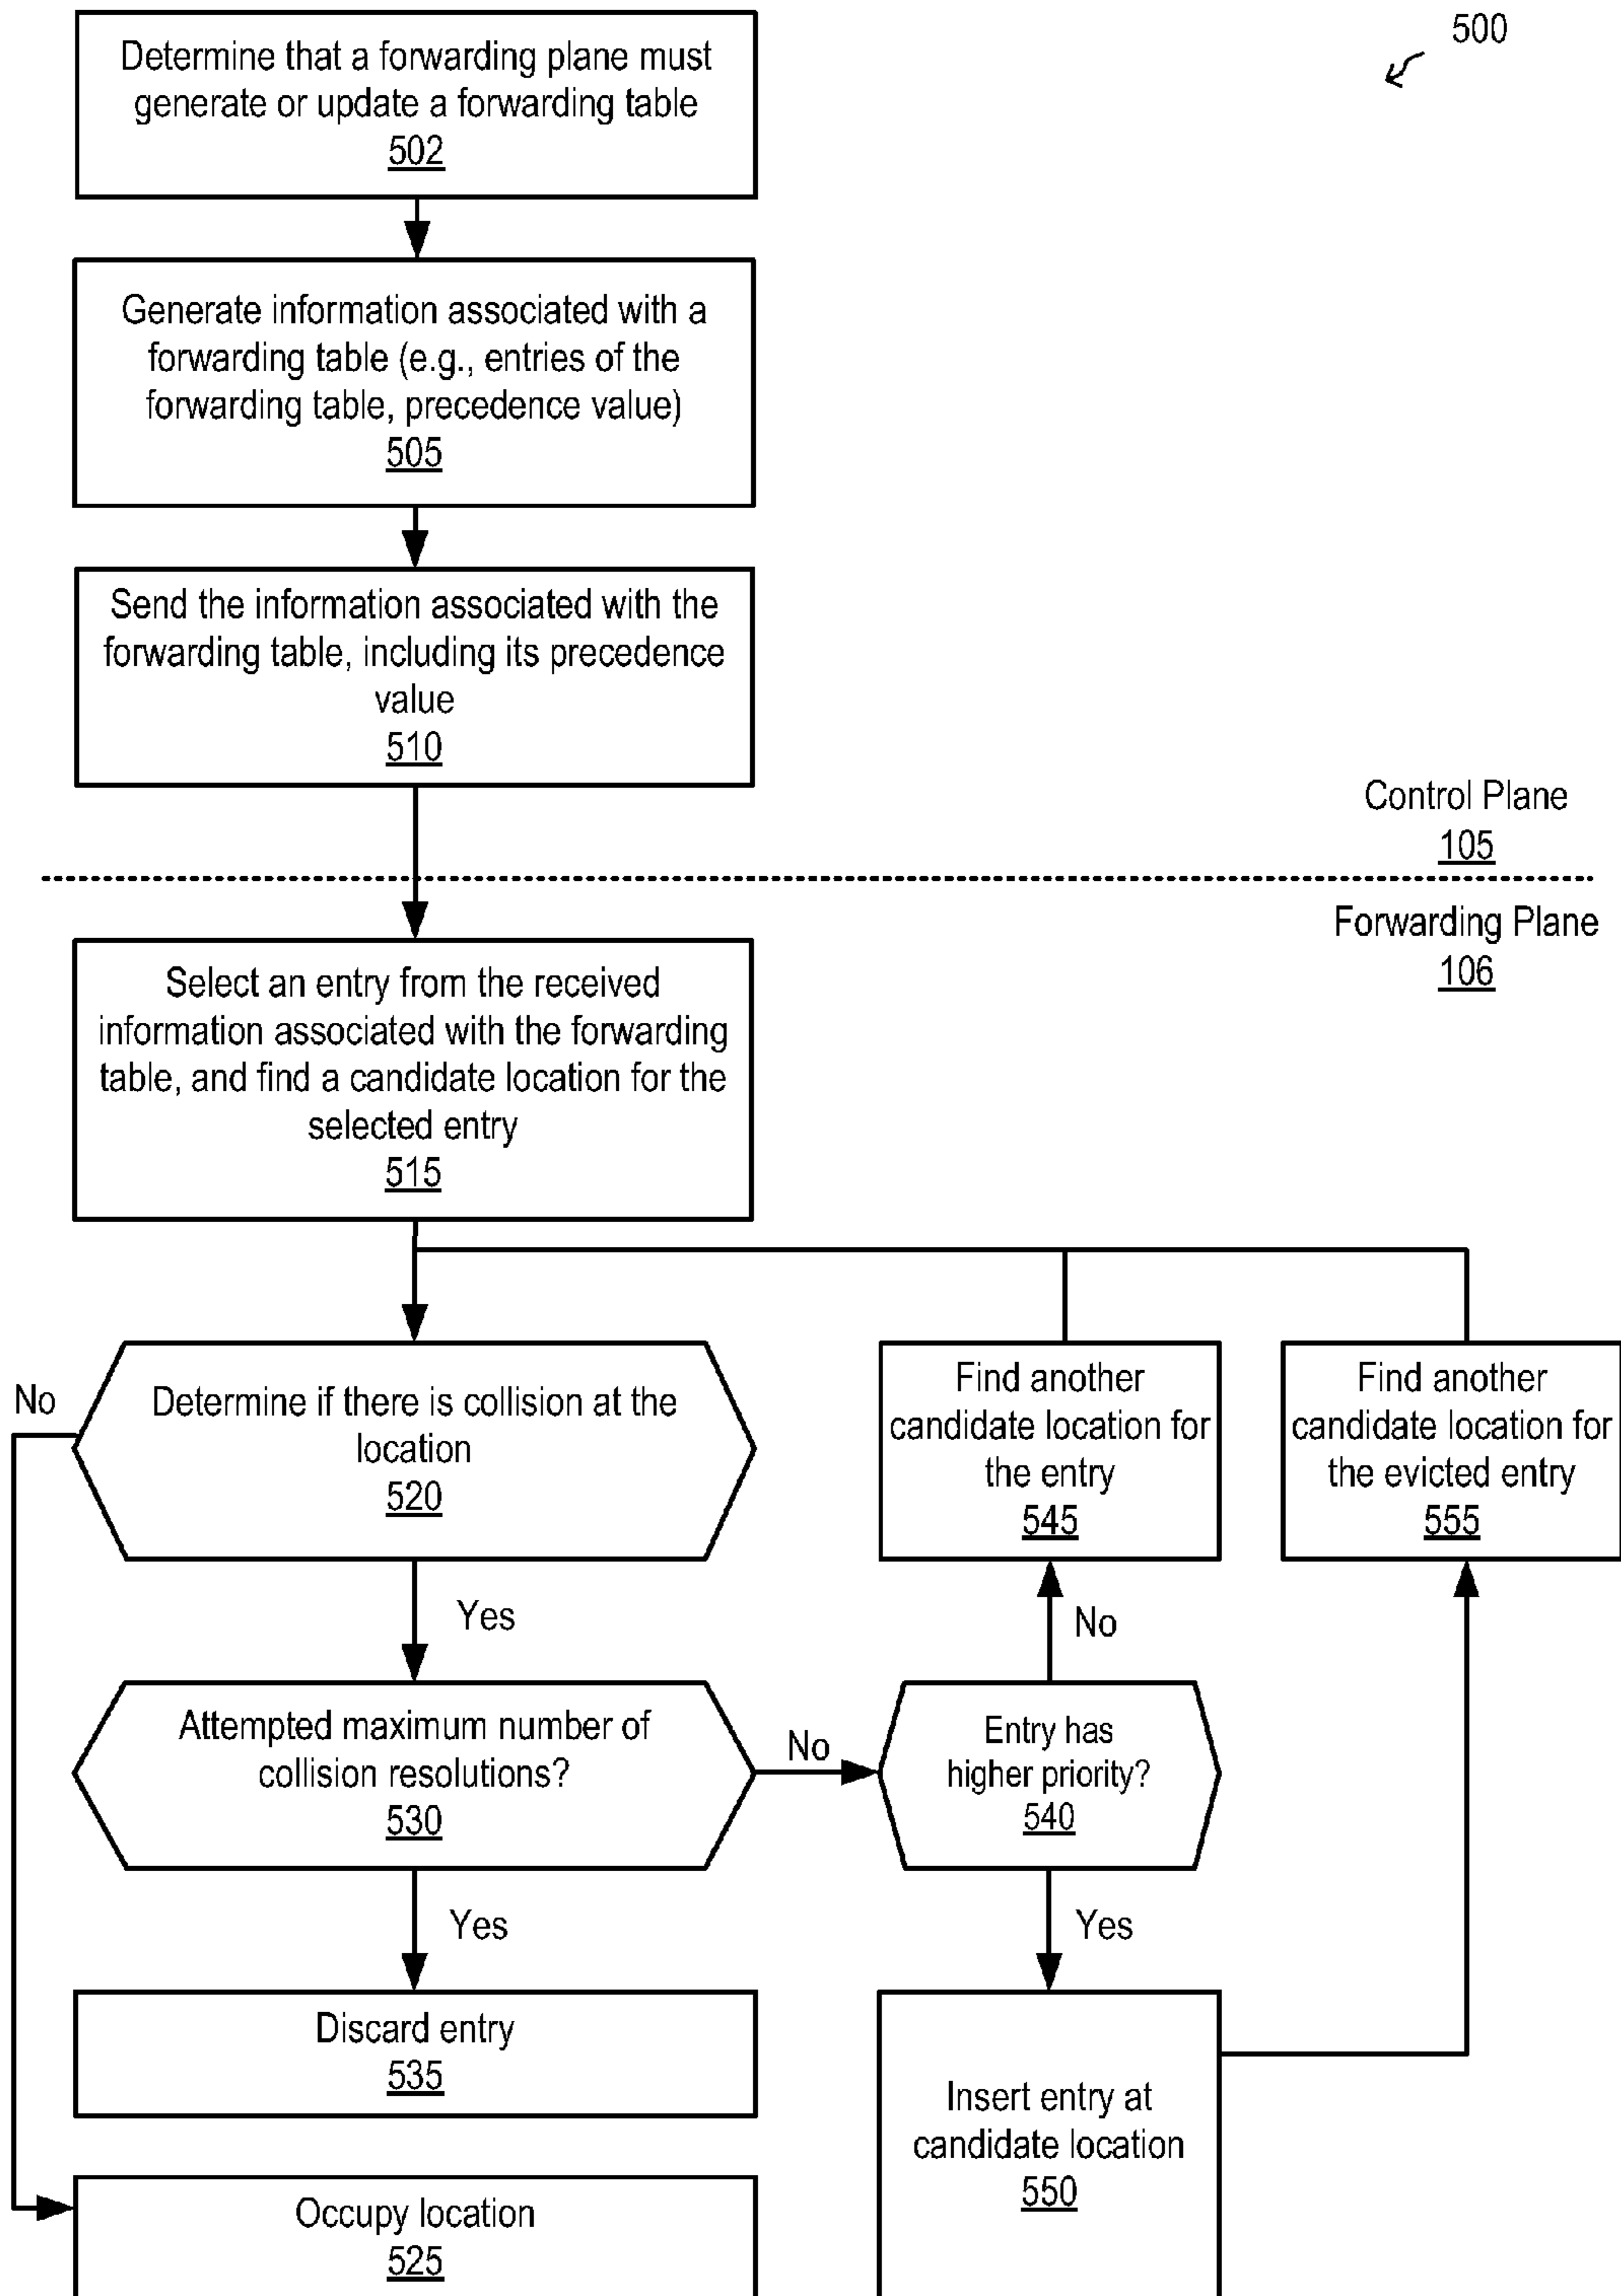 500
Determine that a forwarding plane must
generate or update a forwarding table
502
Generate information associated with a
forwarding table (e.g., entries of the
forwarding table, precedence value)
505
Send the information associated with the
forwarding table, including its precedence
value
510
Control Plane
105
Forwarding Plane
106
Select an entry from the received
information associated with the forwarding
table, and find a candidate location for the
selected entry
515
No
Determine if there is collision at the
location
520
Find another
candidate location for
the entry
545
Find another
candidate location for
the evicted entry
555
Yes
No
Attempted maximum number of
collision resolutions?
530
No
Entry has
higher priority?
540
Yes
Yes
Discard entry
535
Insert entry at
candidate location
550
Occupy location
525